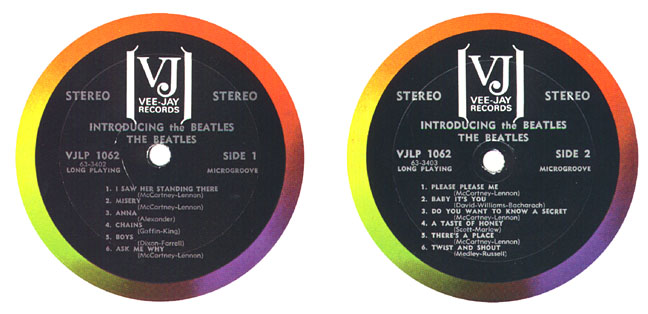 VJ
VEE-JAY
RECORDS
STEREO STEREO
INTRODUCING the BEATLES
THE BEATLES
VJLP 1062 SIDE 1
63-3402
LONG PLAYING MICROGROOVE
1. I SAW HER STANDING THERE
(McCartney-Lennon)
2. MISERY
(McCartney-Lennon)
3. ANNA
(Alexander)
4. CHAINS
(Goffin-King)
5. BOYS
(Dixon-Farrell)
6. ASK ME WHY
(McCartney-Lennon)
VJ
VEE-JAY
RECORDS
STEREO STEREO
INTRODUCING the BEATLES
THE BEATLES
VJLP 1062 SIDE 2
63-3403
LONG PLAYING MICROGROOVE
1. PLEASE PLEASE ME
(McCartney-Lennon)
2. BABY IT'S YOU
(David-Williams-Bacharach)
3. DO YOU WANT TO KNOW A SECRET
(McCartney-Lennon)
4. A TASTE OF HONEY
(Scott-Marlow)
5. THERE'S A PLACE
(McCartney-Lennon)
6. TWIST AND SHOUT
(Medley-Russell)